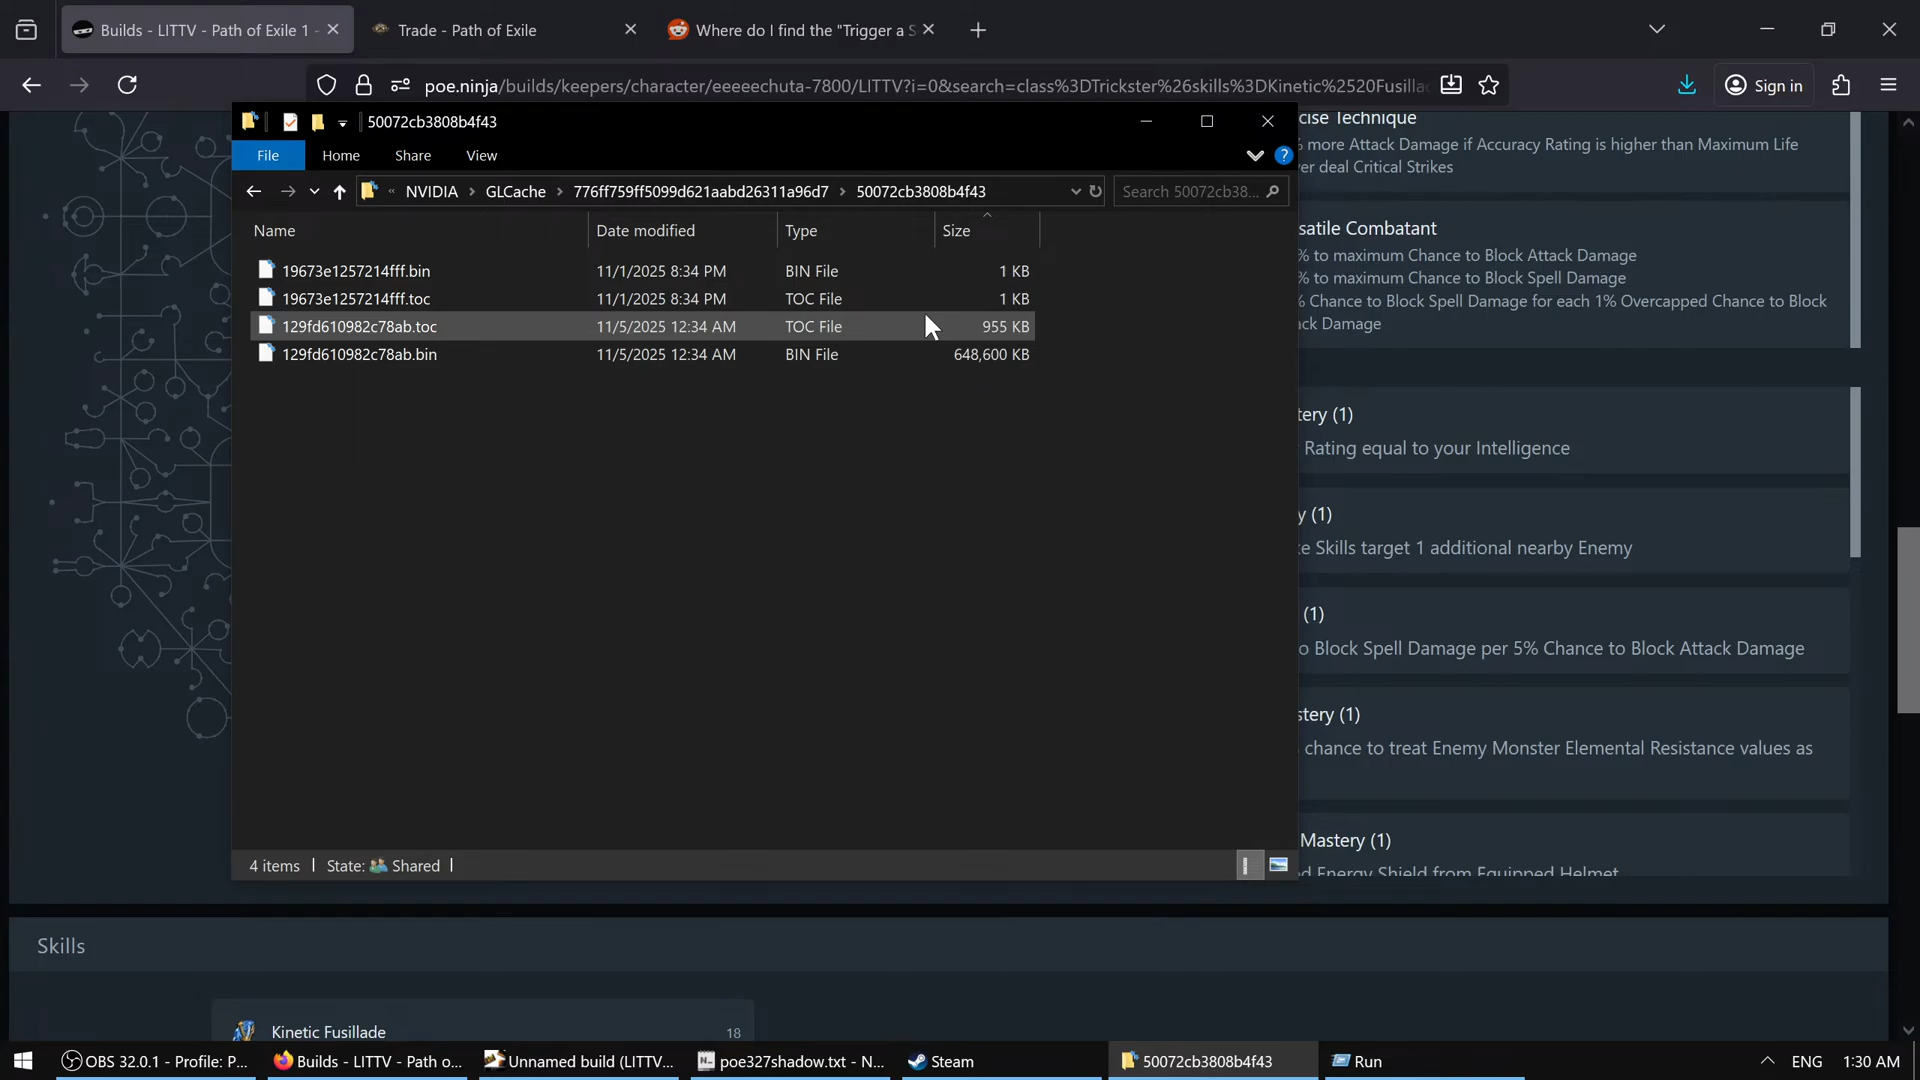 Builds - LITTV - Path of Exile 1 -
Trade - Path of Exile
Where do I find the "Trigger a S
poe.ninja/builds/keepers/character/eeeeechuta-7800/LITTV?i=0&search=class%3DTrickster%26skills%3DKinetic%2520Fusilla
Sign in
50072cb3808b4f43
File
Home
Share
View
NVIDIA
GLCache
776ff759ff5099d621aabd26311a96d7
50072cb3808b4f43
Search 50072cb38...
Name
Date modified
Type
Size
19673e1257214fff.bin 11/1/2025 8:34 PM BIN File 1 KB
19673e1257214fff.toc 11/1/2025 8:34 PM TOC File 1 KB
129fd610982c78ab.toc 11/5/2025 12:34 AM TOC File 955 KB
129fd610982c78ab.bin 11/5/2025 12:34 AM BIN File 648,600 KB
4 items
State: Shared
cise Technique
more Attack Damage if Accuracy Rating is higher than Maximum Life
er deal Critical Strikes
satile Combatant
% to maximum Chance to Block Attack Damage
% to maximum Chance to Block Spell Damage
% Chance to Block Spell Damage for each 1% Overcapped Chance to Block
ck Damage
tery (1)
Rating equal to your Intelligence
y (1)
e Skills target 1 additional nearby Enemy
(1)
o Block Spell Damage per 5% Chance to Block Attack Damage
stery (1)
chance to treat Enemy Monster Elemental Resistance values as
Mastery (1)
d Energy Shield from Equipped Helmet
Skills
Kinetic Fusillade
18
OBS 32.0.1 - Profile: P...
Builds - LITTV - Path o...
Unnamed build (LITTV...
poe327shadow.txt - N...
Steam
50072cb3808b4f43
Run
ENG
1:30 AM